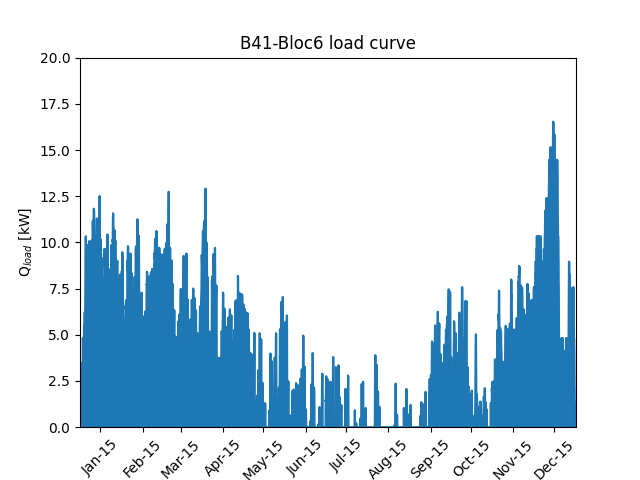 B41-Bloc6 load curve
20.0
17.5
15.0
12.5
10.0
7.5
5.0
2.5
0.0
Q_load [kW]
Jan-15
Feb-15
Mar-15
Apr-15
May-15
Jun-15
Jul-15
Aug-15
Sep-15
Oct-15
Nov-15
Dec-15